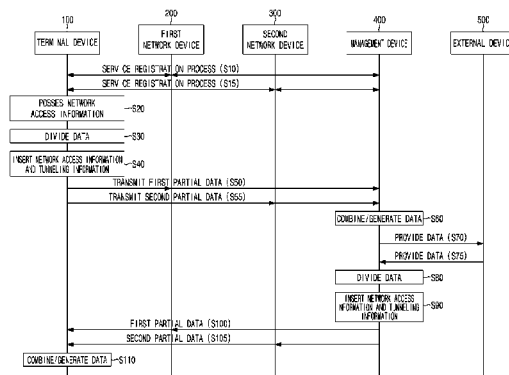 100
200
300
400
500
TERMINAL DEVICE
FIRST
NETWORK DEVICE
SECOND
NETWORK DEVICE
MANAGEMENT DEVICE
EXTERNAL DEVICE
SERVICE REGISTRATION PROCESS (S10)
SERVICE REGISTRATION PROCESS (S15)
POSSES NETWORK
ACCESS INFORMATION
S20
DIVIDE DATA
S30
INSERT NETWORK ACCESS INFORMATION
AND TUNNELING INFORMATION
S40
TRANSMIT FIRST PARTIAL DATA (S50)
TRANSMIT SECOND PARTIAL DATA (S55)
COMBINE/GENERATE DATA
S60
PROVIDE DATA (S70)
PROVIDE DATA (S75)
DIVIDE DATA
S80
INSERT NETWORK ACCESS
INFORMATION AND TUNNELING
INFORMATION
S90
FIRST PARTIAL DATA (S100)
SECOND PARTIAL DATA (S105)
COMBINE/GENERATE DATA
S110